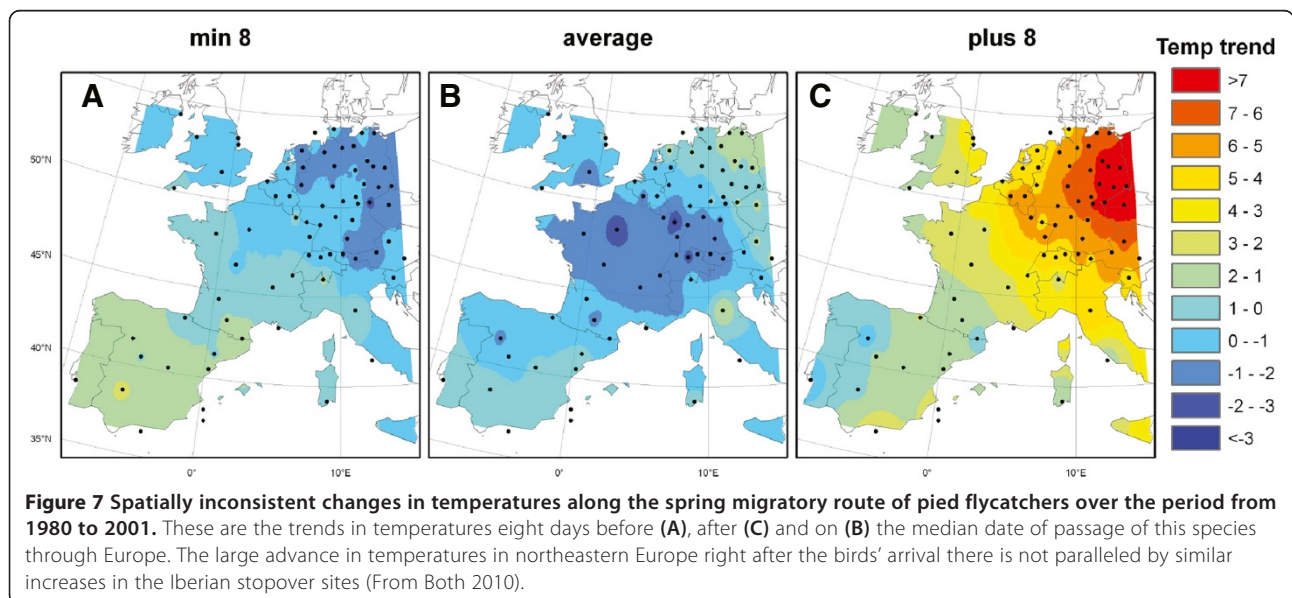 min 8
average
plus 8
Temp trend
A
B
C
>7
7 - 6
6 - 5
5 - 4
4 - 3
3 - 2
2 - 1
1 - 0
0 - -1
-1 - -2
-2 - -3
<-3
50°N
45°N
40°N
35°N
0°
10°E
0°
10°E
0°
10°E
Figure 7 Spatially inconsistent changes in temperatures along the spring migratory route of pied flycatchers over the period from
1980 to 2001. These are the trends in temperatures eight days before (A), after (C) and on (B) the median date of passage of this species
through Europe. The large advance in temperatures in northeastern Europe right after the birds' arrival there is not paralleled by similar
increases in the Iberian stopover sites (From Both 2010).